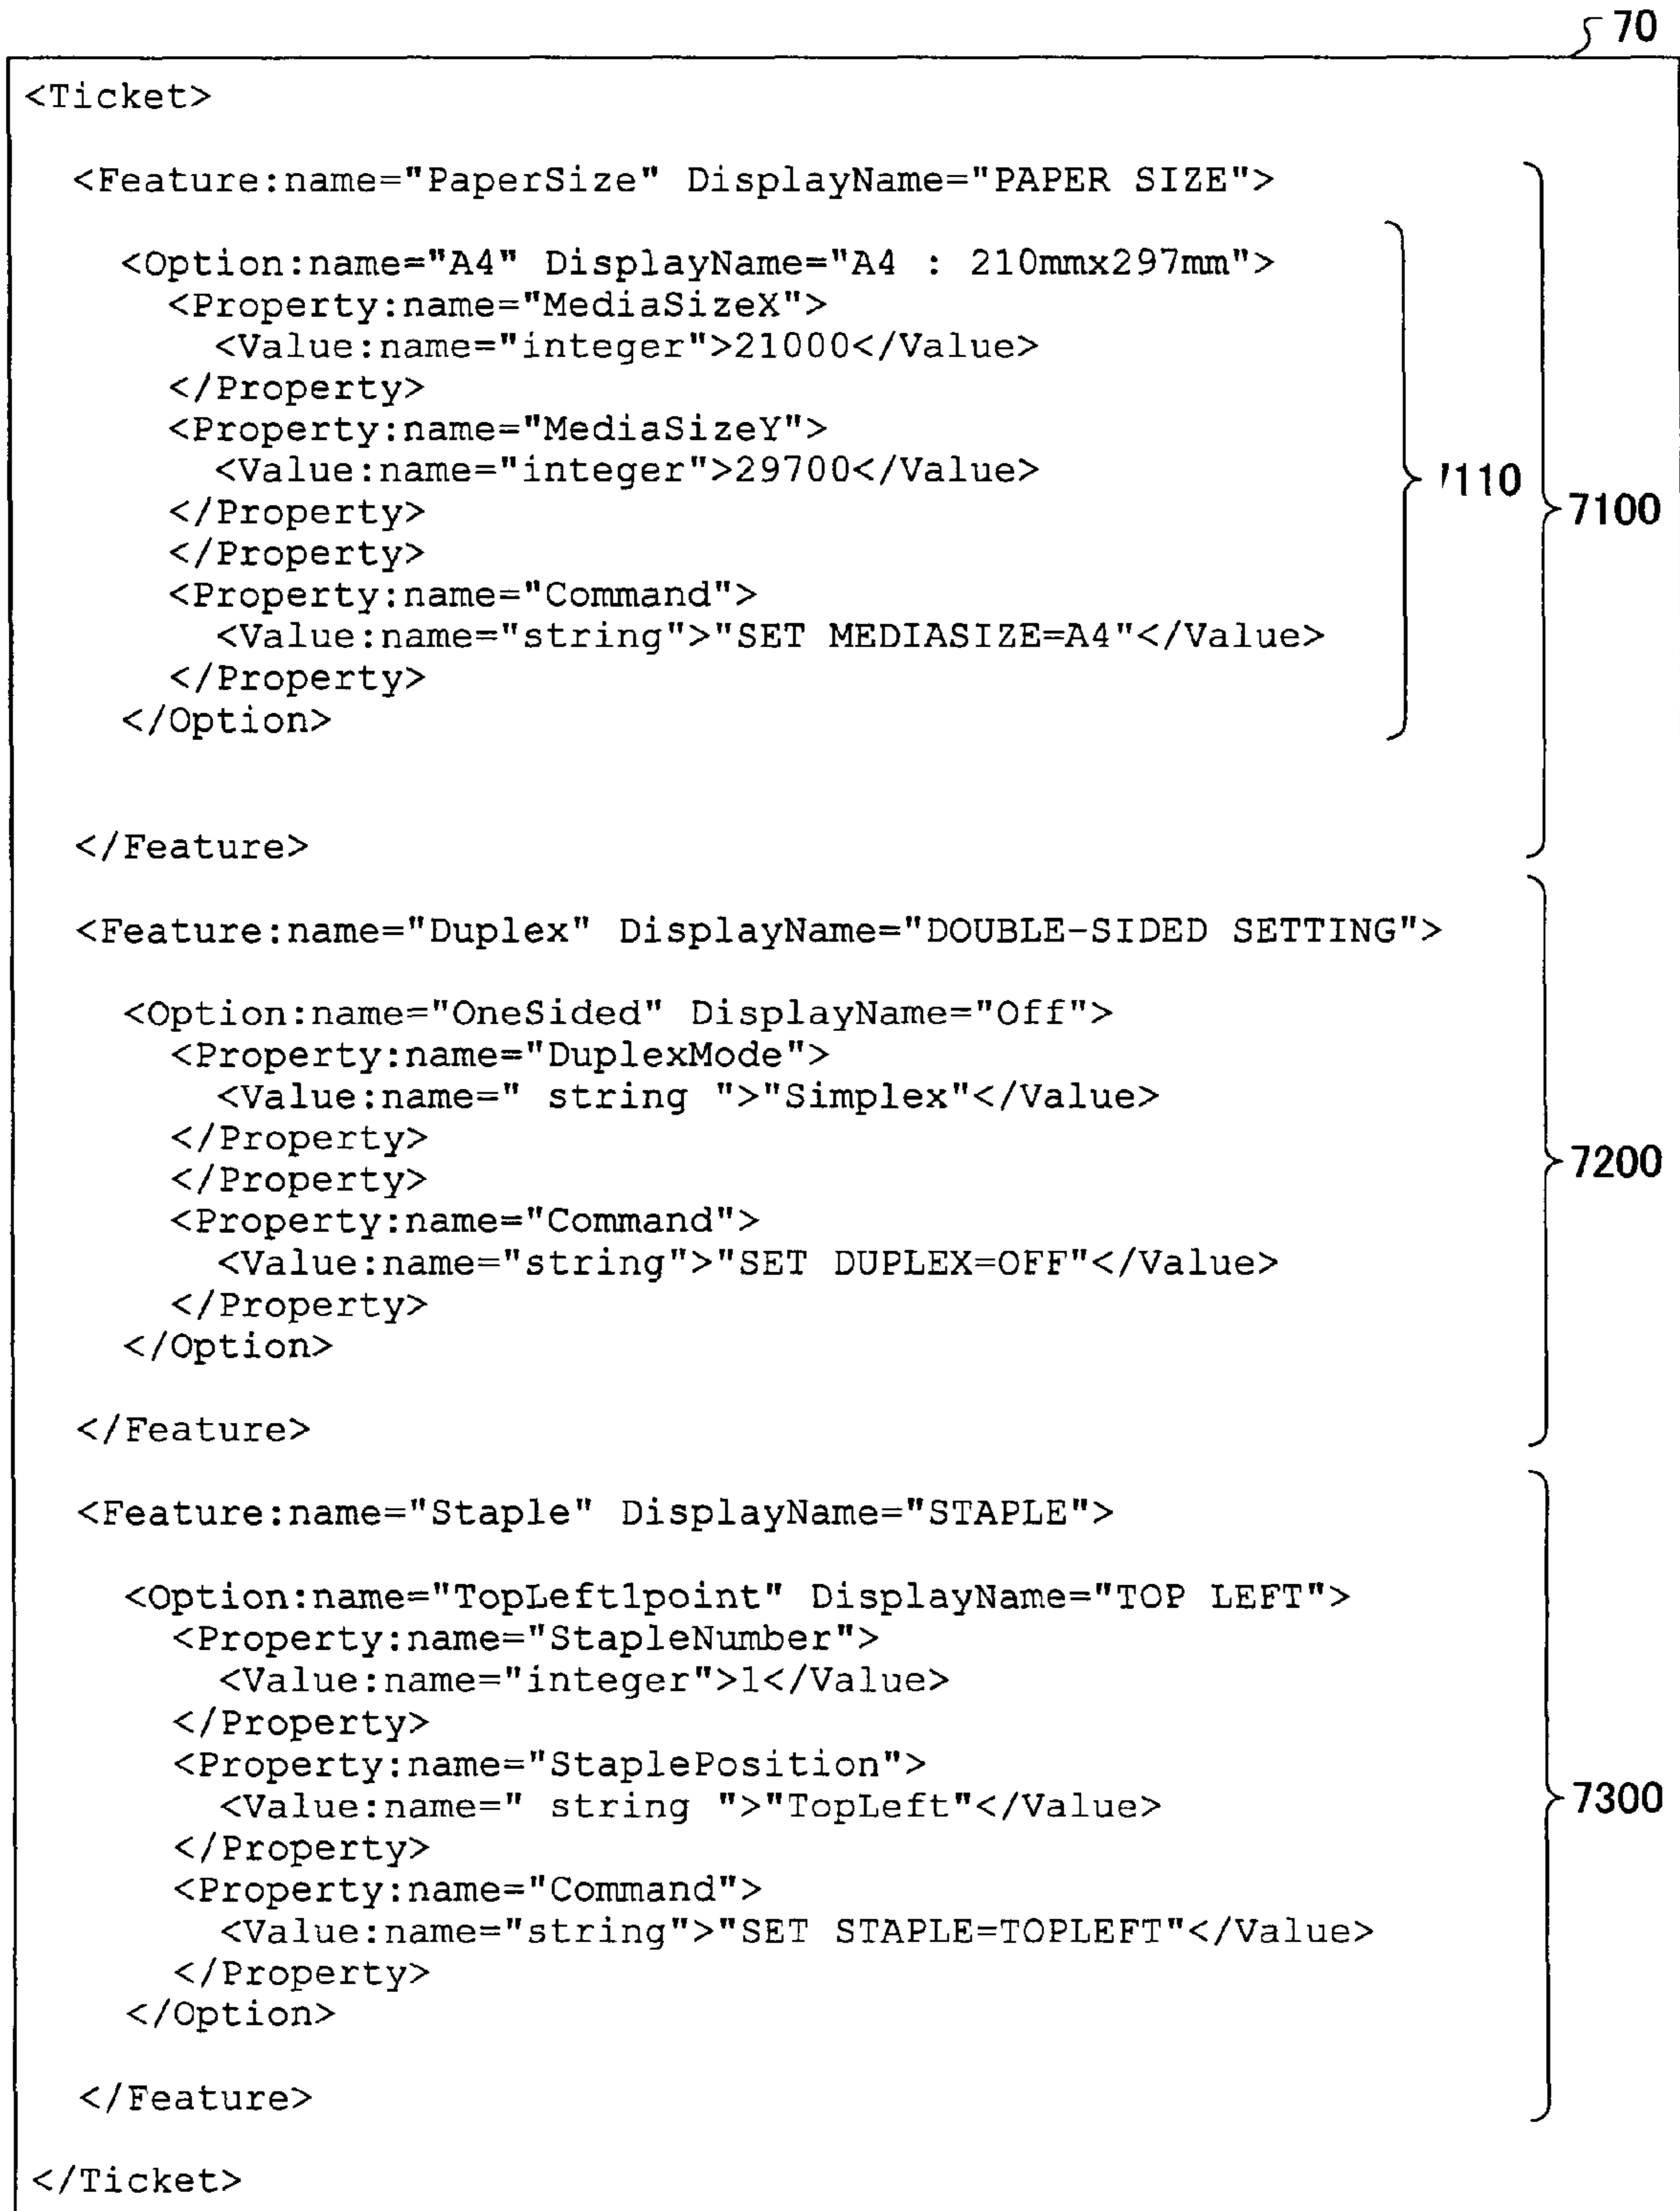 70
<Ticket>
<Feature:name="PaperSize" DisplayName="PAPER SIZE">
<Option:name="A4" DisplayName="A4 : 210mmx297mm">
<Property:name="MediaSizeX">
<Value:name="integer">21000</Value>
</Property>
<Property:name="MediaSizeY">
<Value:name="integer">29700</Value>
</Property>
</Property>
<Property:name="Command">
<Value:name="string">"SET MEDIASIZE=A4"</Value>
</Property>
</Option>
7110
7100
</Feature>
<Feature:name="Duplex" DisplayName="DOUBLE-SIDED SETTING">
<Option:name="OneSided" DisplayName="Off">
<Property:name="DuplexMode">
<Value:name=" string ">"Simplex"</Value>
</Property>
</Property>
<Property:name="Command">
<Value:name="string">"SET DUPLEX=OFF"</Value>
</Property>
</Option>
7200
</Feature>
<Feature:name="Staple" DisplayName="STAPLE">
<Option:name="TopLeft1point" DisplayName="TOP LEFT">
<Property:name="StapleNumber">
<Value:name="integer">1</Value>
</Property>
<Property:name="StaplePosition">
<Value:name=" string ">"TopLeft"</Value>
</Property>
<Property:name="Command">
<Value:name="string">"SET STAPLE=TOPLEFT"</Value>
</Property>
</Option>
7300
</Feature>
</Ticket>